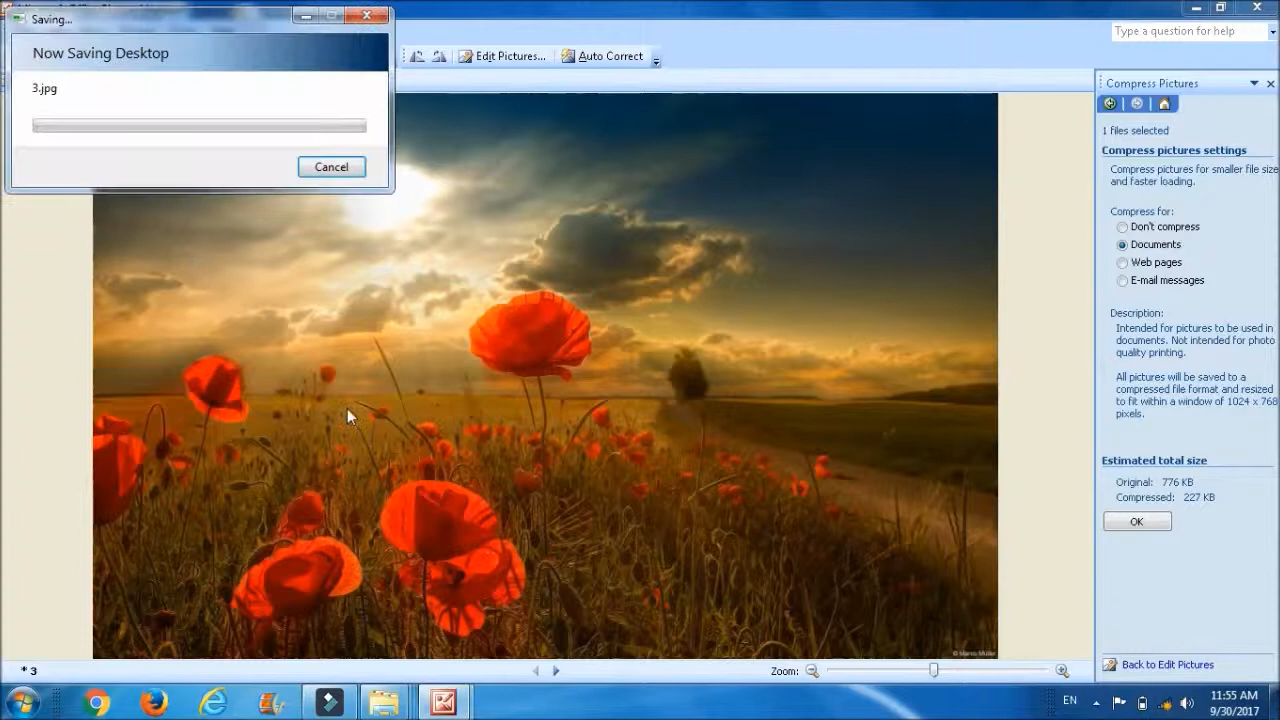 Saving...
Now Saving Desktop
3.jpg
Cancel
Type a question for help
Edit Pictures...
Auto Correct
Compress Pictures
1 files selected
Compress pictures settings
Compress pictures for smaller file size
and faster loading.
Compress for:
Don't compress
Documents
Web pages
E-mail messages
Description:
Intended for pictures to be used in
documents. Not intended for photo
quality printing.
All pictures will be saved to a
compressed file format and resized
to fit within a window of 1024 x 768
pixels.
Estimated total size
Original: 776 KB
Compressed: 227 KB
OK
* 3
Zoom:
Back to Edit Pictures
EN
11:55 AM
9/30/2017